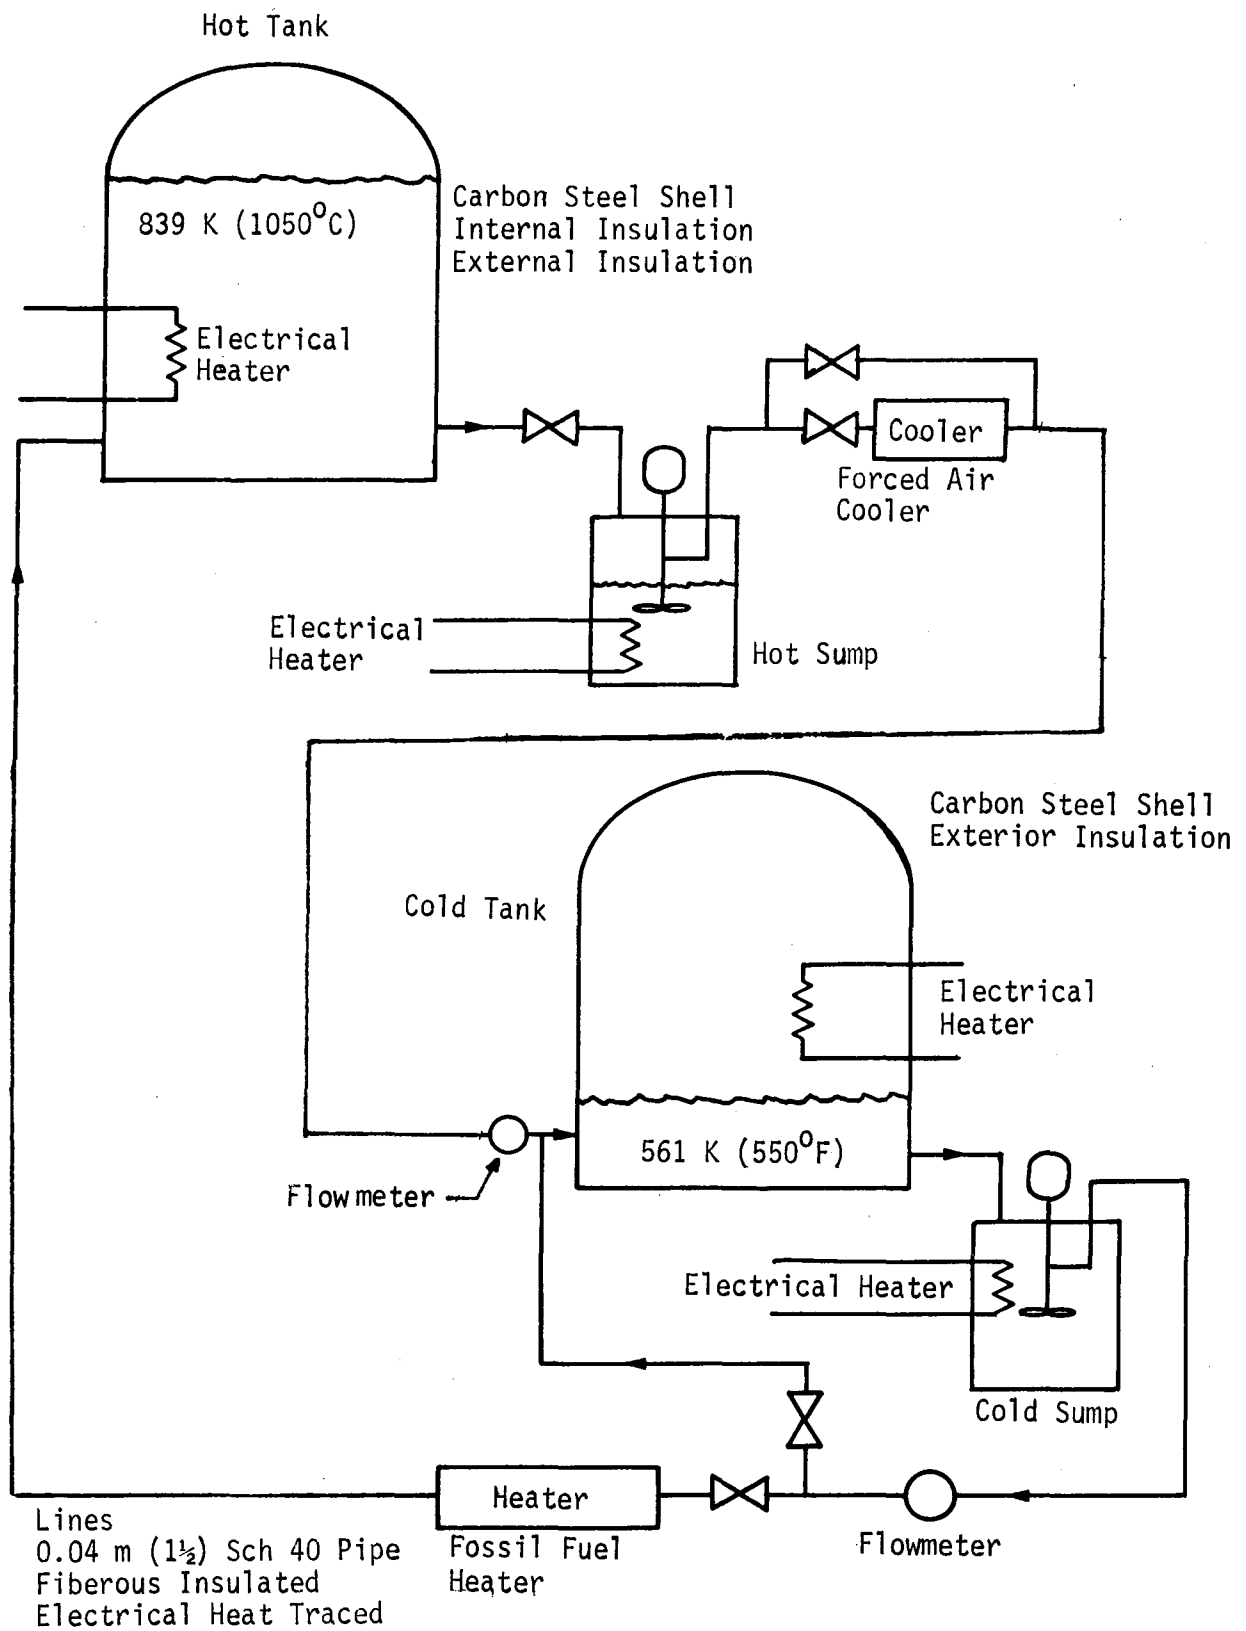 Hot Tank
839 K (1050⁰C)
Carbon Steel Shell
Internal Insulation
External Insulation
Electrical
Heater
Cooler
Forced Air
Cooler
Electrical
Heater
Hot Sump
Carbon Steel Shell
Exterior Insulation
Cold Tank
Electrical
Heater
561 K (550⁰F)
Flowmeter
Electrical Heater
Cold Sump
Heater
Fossil Fuel
Heater
Flowmeter
Lines
0.04 m (1½) Sch 40 Pipe
Fiberous Insulated
Electrical Heat Traced